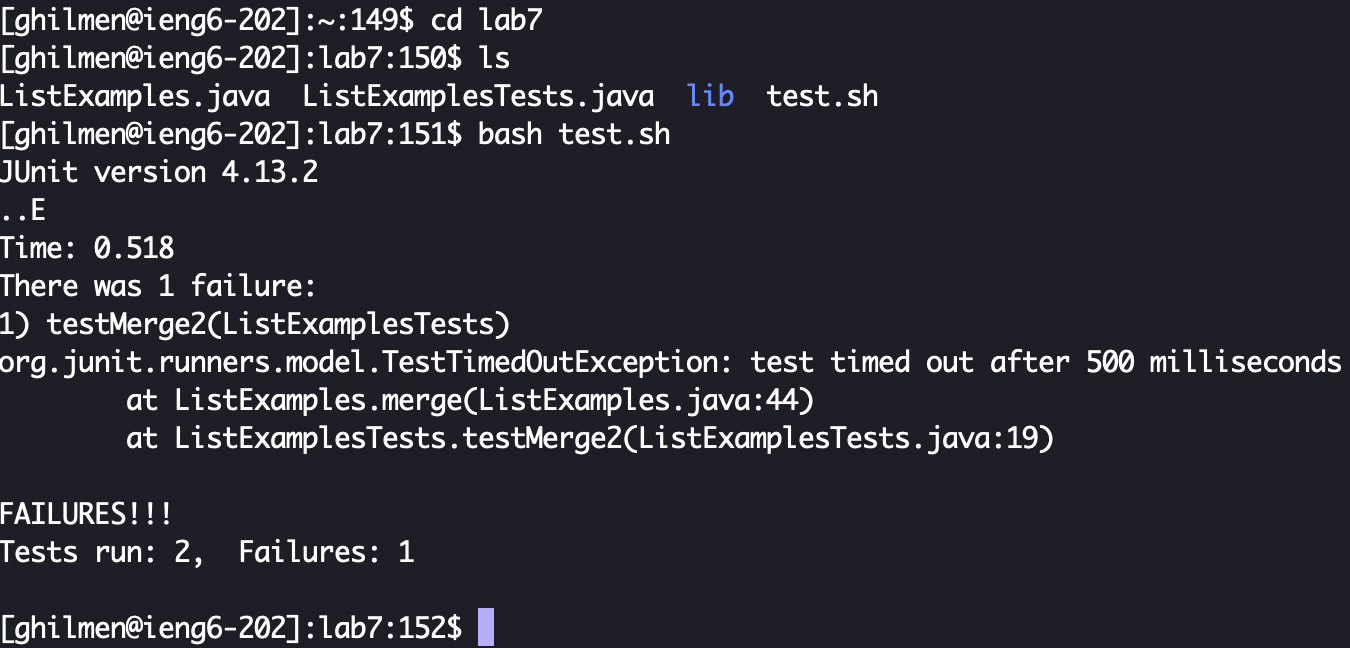 [ghilmen@ieng6-202]:~:149$ cd lab7
[ghilmen@ieng6-202]:lab7:150$ ls
ListExamples.java  ListExamplesTests.java  lib  test.sh
[ghilmen@ieng6-202]:lab7:151$ bash test.sh
JUnit version 4.13.2
..E
Time: 0.518
There was 1 failure:
1) testMerge2(ListExamplesTests)
org.junit.runners.model.TestTimedOutException: test timed out after 500 milliseconds
        at ListExamples.merge(ListExamples.java:44)
        at ListExamplesTests.testMerge2(ListExamplesTests.java:19)

FAILURES!!!
Tests run: 2,  Failures: 1

[ghilmen@ieng6-202]:lab7:152$